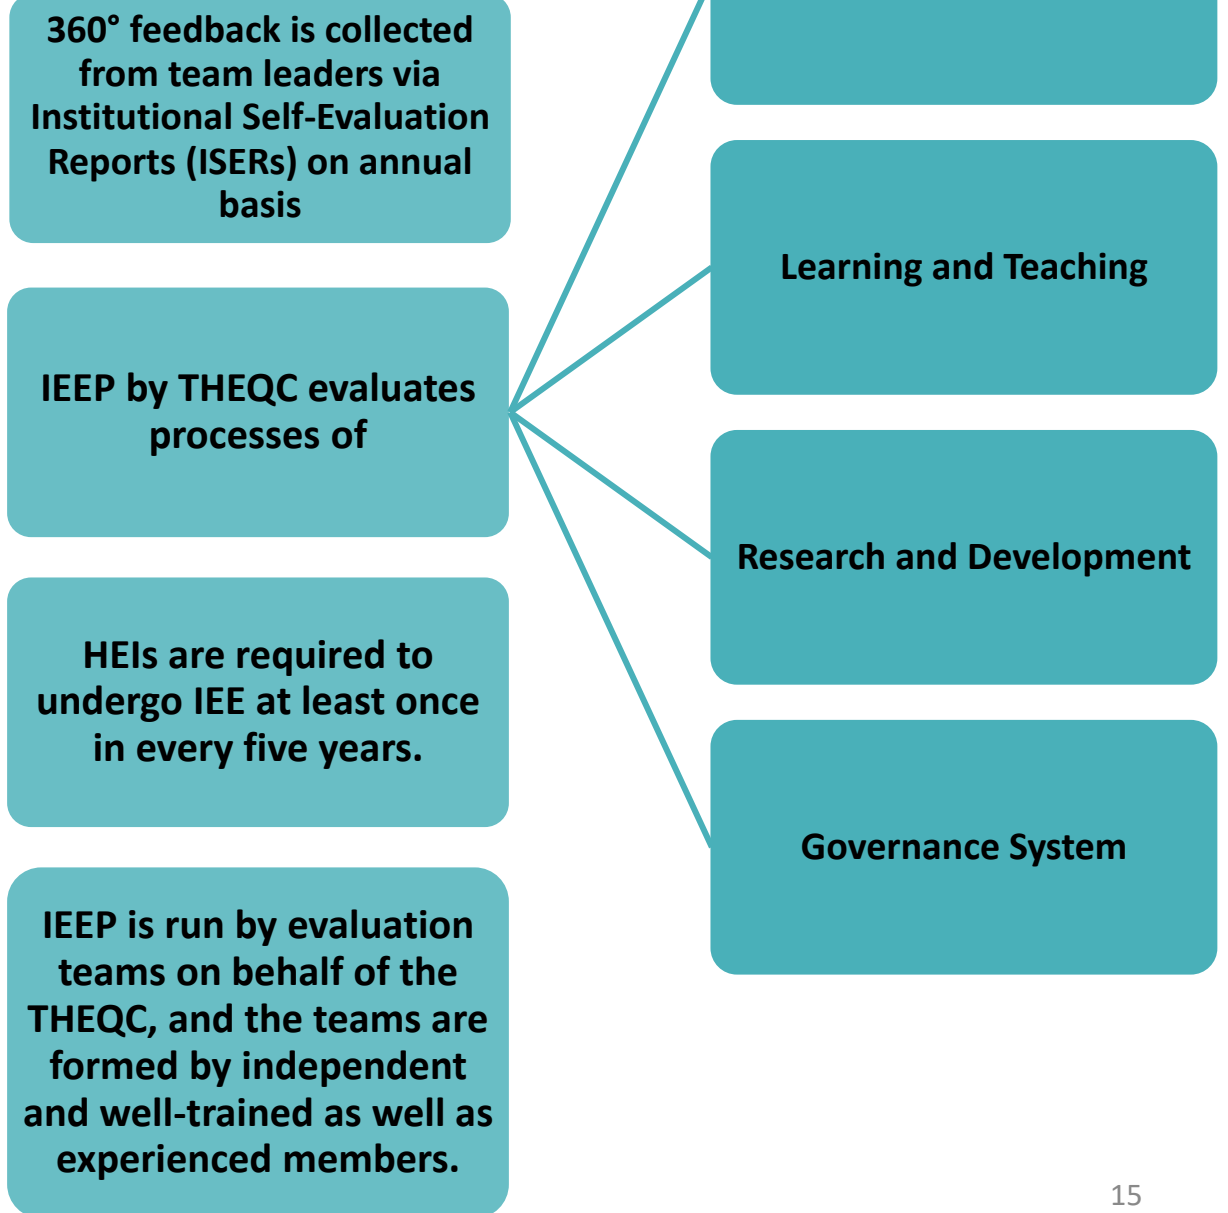 360° feedback is collected
from team leaders via
Institutional Self-Evaluation
Reports (ISERs) on annual
basis
IEEP by THEQC evaluates
processes of
Learning and Teaching
Research and Development
Governance System
HEIs are required to
undergo IEE at least once
in every five years.
IEEP is run by evaluation
teams on behalf of the
THEQC, and the teams are
formed by independent
and well-trained as well as
experienced members.
15